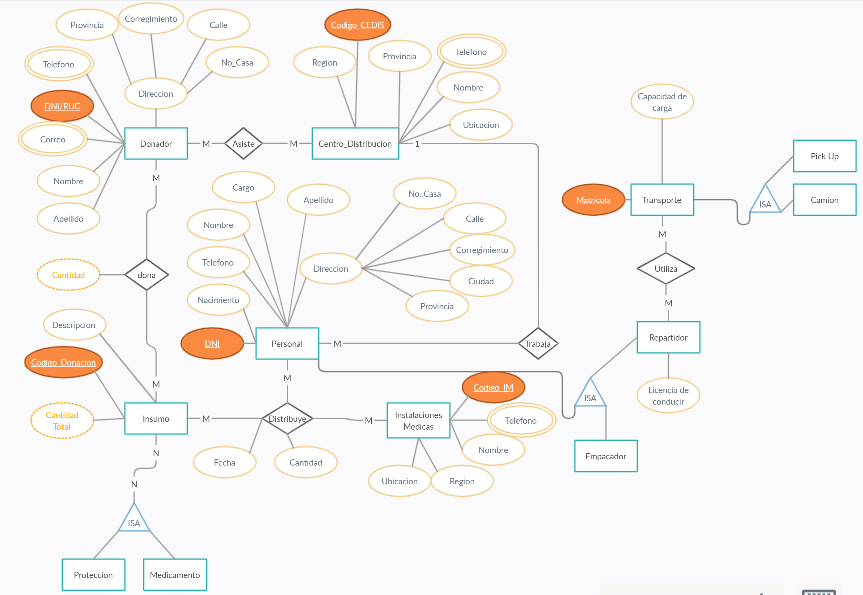 Provincia
Corregimiento
Calle
Codigo_CEDIS
Telefono
No_Casa
Region
Provincia
Teléfono
Direccion
Nombre
DNI/RUC
Capacidad de
carga
Correo
Donador
M
Asiste
M
Centro_Distribucion
1
Ubicacion
Pick Up
Nombre
M
Cargo
Apellido
No. Casa
Matricula
Transporte
ISA
Camion
Apellido
Nombre
Calle
M
Telefono
Direccion
Corregimiento
Utiliza
Cantidad
dona
Ciudad
Nacimiento
Provincia
M
Descripcion
DNI
Personal
M
Trabaja
Repartidor
Codigo_Donacion
M
M
Codigo_IM
ISA
Licencia de
conducir
Cantidad
Total
Insumo
M
Distribuye
M
Instalaciones
Medicas
Telefono
Nombre
Empacador
N
Fecha
Cantidad
Ubicacion
Region
N
ISA
Proteccion
Medicamento